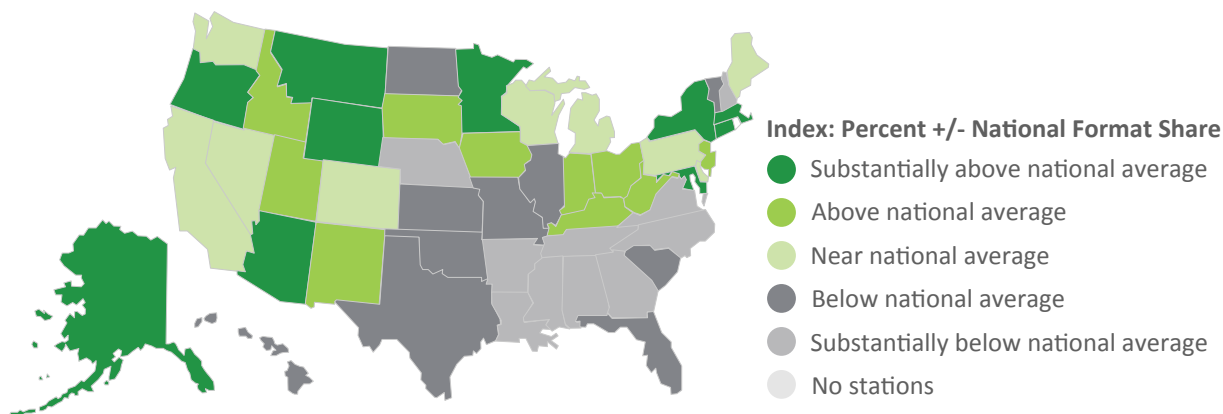 Index: Percent +/- National Format Share
Substantially above national average
Above national average
Near national average
Below national average
Substantially below national average
No stations